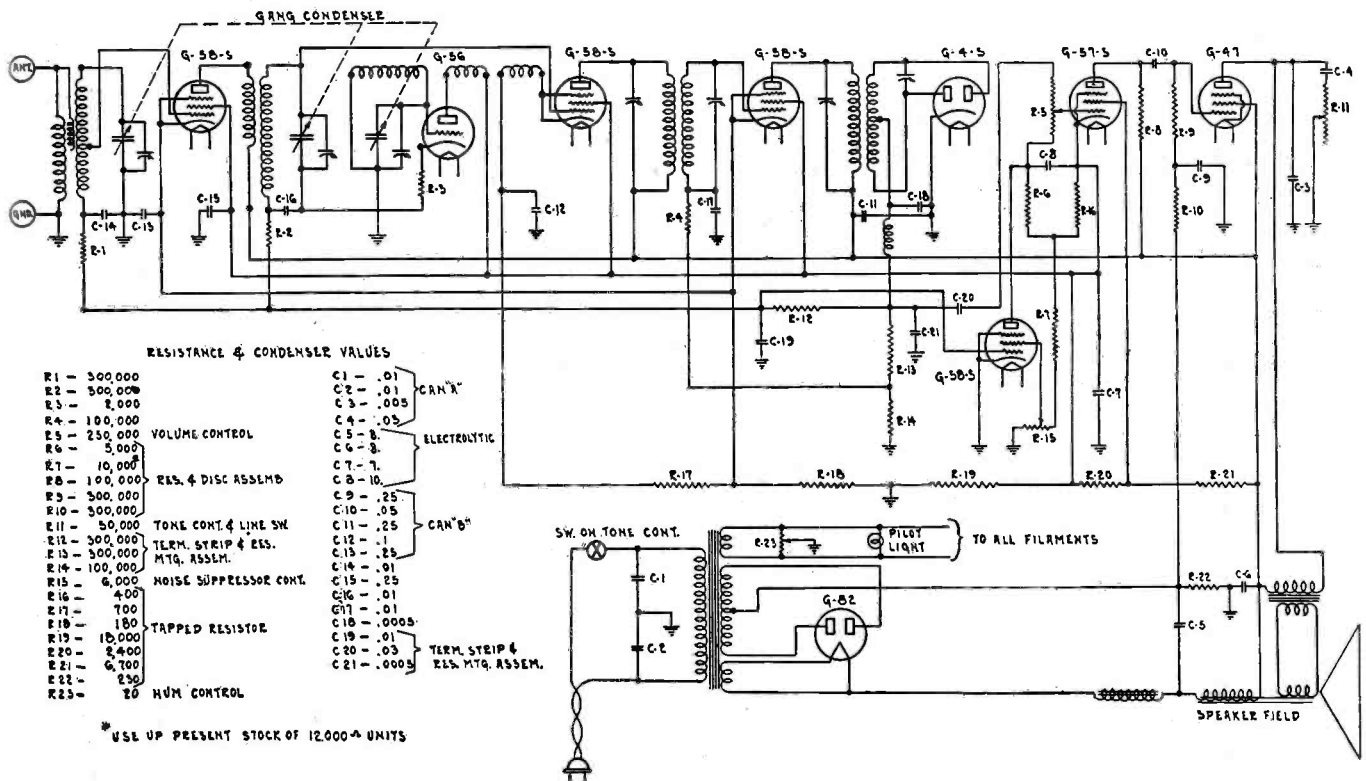 GANG CONDENSER
ANT.
GND.
G-58-S
G-56
G-58-S
G-58-S
G-4-S
G-57-S
C-10
G-47
C-4
R-11
R-5
R-8
R-9
C-8
C-9
C-3
R-3
C-15
C-16
C-14
C-13
R-1
R-2
C-12
R-4
C-17
C-11
C-18
R-6
R-16
R-10
C-20
R-12
C-19
C-21
R-7
R-13
G-58-S
C-7
R-14
R-15
R-17
R-18
R-19
R-20
R-21
RESISTANCE & CONDENSER VALUES
R1 - 500,000
R2 - 500,000
R3 - 2,000
R4 - 100,000
R5 - 250,000 VOLUME CONTROL
R6 - 5,000
R7 - 10,000*
R8 - 100,000 RES. & DISC ASSEMB
R9 - 500,000
R10 - 500,000
R11 - 50,000 TONE CONT. & LINE SW.
R12 - 500,000 TERM. STRIP & RES.
R13 - 500,000 MTG. ASSEM.
R14 - 100,000
R15 - 6,000 NOISE SUPPRESSOR CONT.
R16 - 400
R17 - 700
R18 - 180 TAPPED RESISTOR
R19 - 18,000
R20 - 2,400
R21 - 6,700
R22 - 250
R23 - 20 HUM CONTROL
C1 - .01
C2 - .01 CAN "A"
C3 - .005
C4 - .05
C5 - 8. ELECTROLYTIC
C6 - 8.
C7 - 7.
C8 - 10.
C9 - .25
C10 - .05
C11 - .25 CAN "B"
C12 - .1
C13 - .25
C14 - .01
C15 - .25
C16 - .01
C17 - .01
C18 - .0005
C19 - .01
C20 - .03 TERM. STRIP &
C21 - .0005 RES. MTG. ASSEM.
* USE UP PRESENT STOCK OF 12,000 Ω UNITS
SW. ON TONE CONT.
C-1
C-2
R-23
PILOT LIGHT
TO ALL FILAMENTS
G-82
R-22
C-6
C-5
SPEAKER FIELD